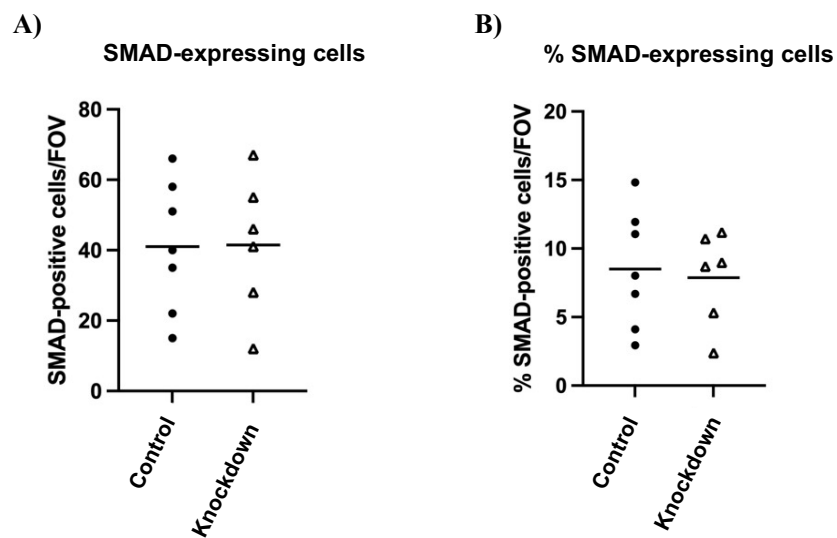 A)
SMAD-expressing cells
SMAD-positive cells/FOV
80
60
40
20
0
Control
Knockdown
B)
% SMAD-expressing cells
% SMAD-positive cells/FOV
20
15
10
5
0
Control
Knockdown